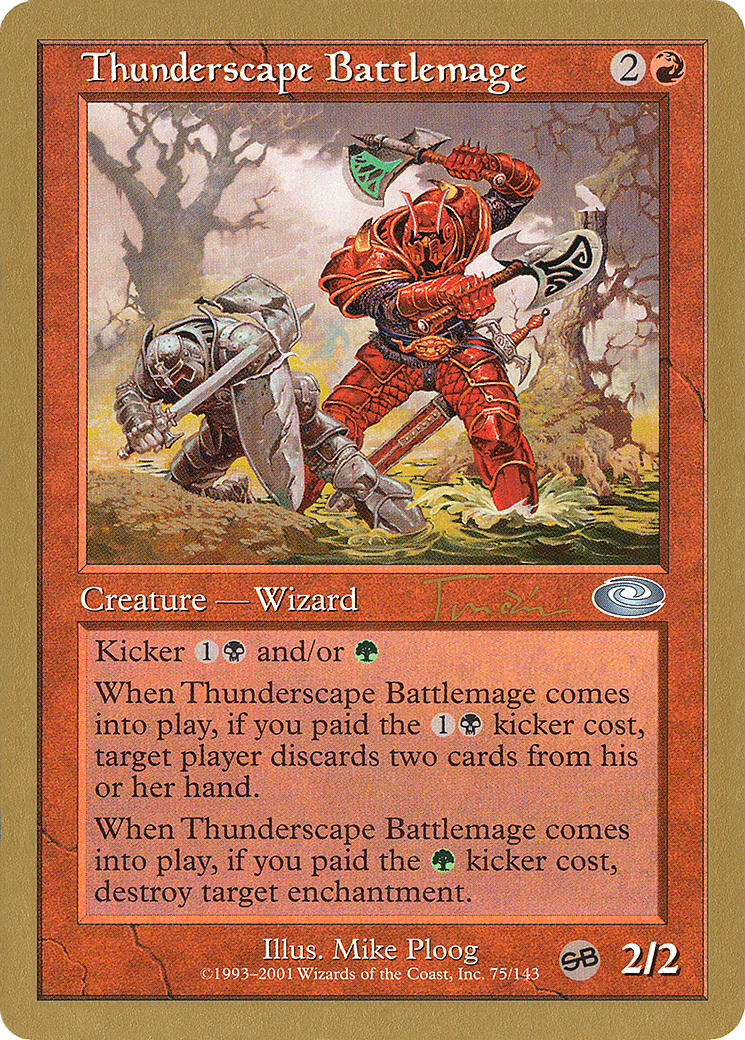 Thunderscape Battlemage 2
Creature — Wizard
Kicker 1 and/or
When Thunderscape Battlemage comes
into play, if you paid the 1 kicker cost,
target player discards two cards from his
or her hand.
When Thunderscape Battlemage comes
into play, if you paid the kicker cost,
destroy target enchantment.
Illus. Mike Ploog
©1993–2001 Wizards of the Coast, Inc. 75/143
SB 2/2